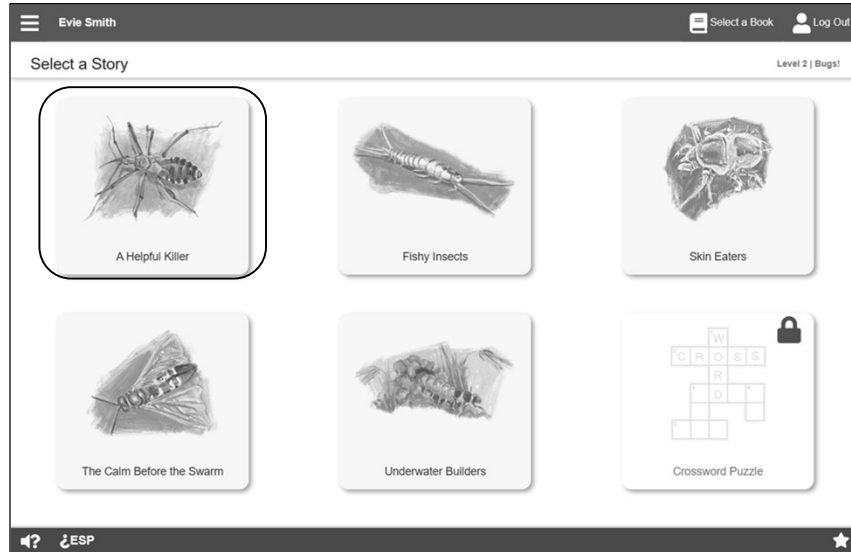 Evie Smith
Select a Book
Log Out
Select a Story
Level 2 | Bugs!
A Helpful Killer
Fishy Insects
Skin Eaters
W
CROSS
R
D
The Calm Before the Swarm
Underwater Builders
Crossword Puzzle
? ¿ESP